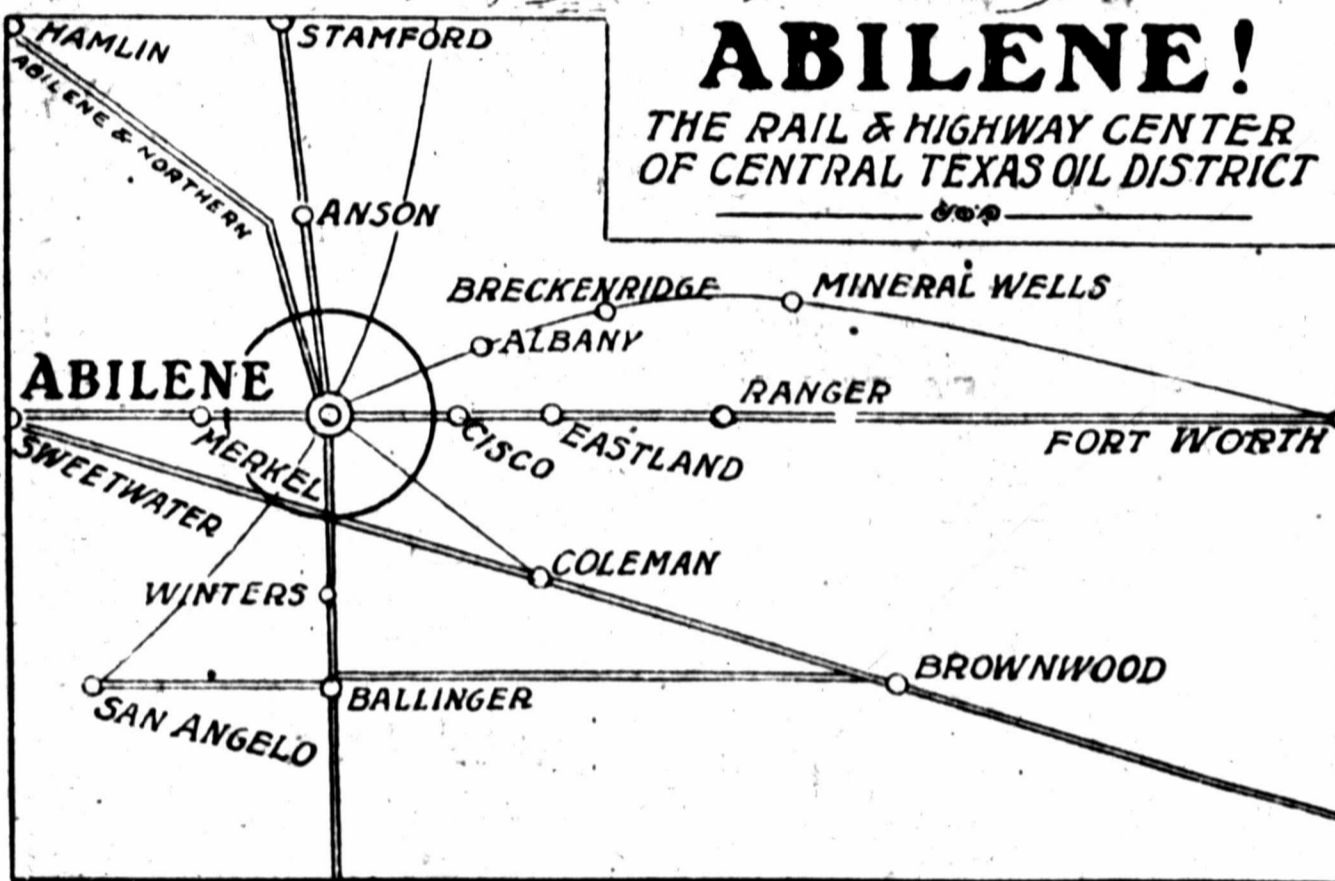 ABILENE!
THE RAIL & HIGHWAY CENTER
OF CENTRAL TEXAS OIL DISTRICT
HAMLIN
STAMFORD
ABILENE & NORTHERN
ANSON
BRECKENRIDGE
MINERAL WELLS
ALBANY
ABILENE
RANGER
MERKEL
CISCO
EASTLAND
FORT WORTH
SWEETWATER
COLEMAN
WINTERS
BROWNWOOD
BALLINGER
SAN ANGELO